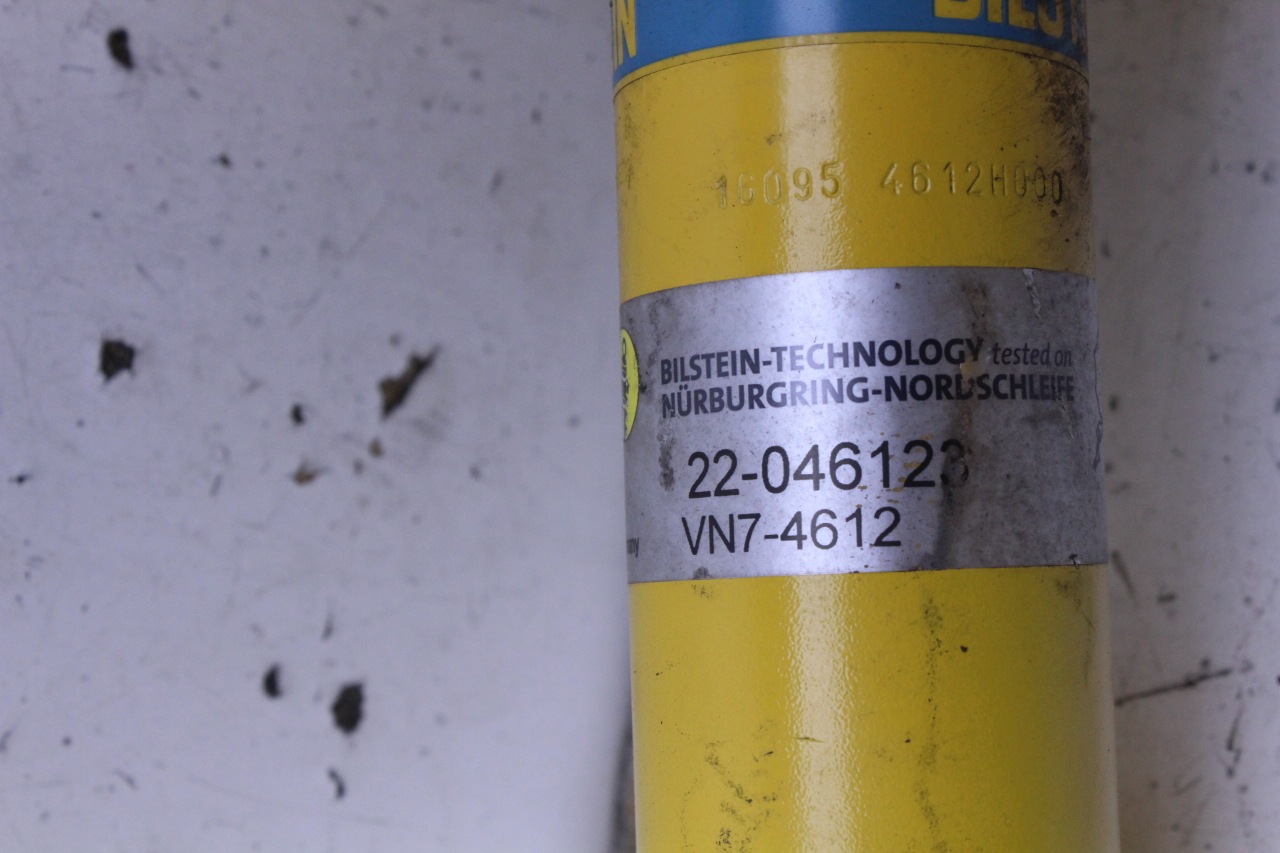 16095 4612H000
BILSTEIN-TECHNOLOGY tested on
NÜRBURGRING-NORDSCHLEIFE
22-046123
VN7-4612